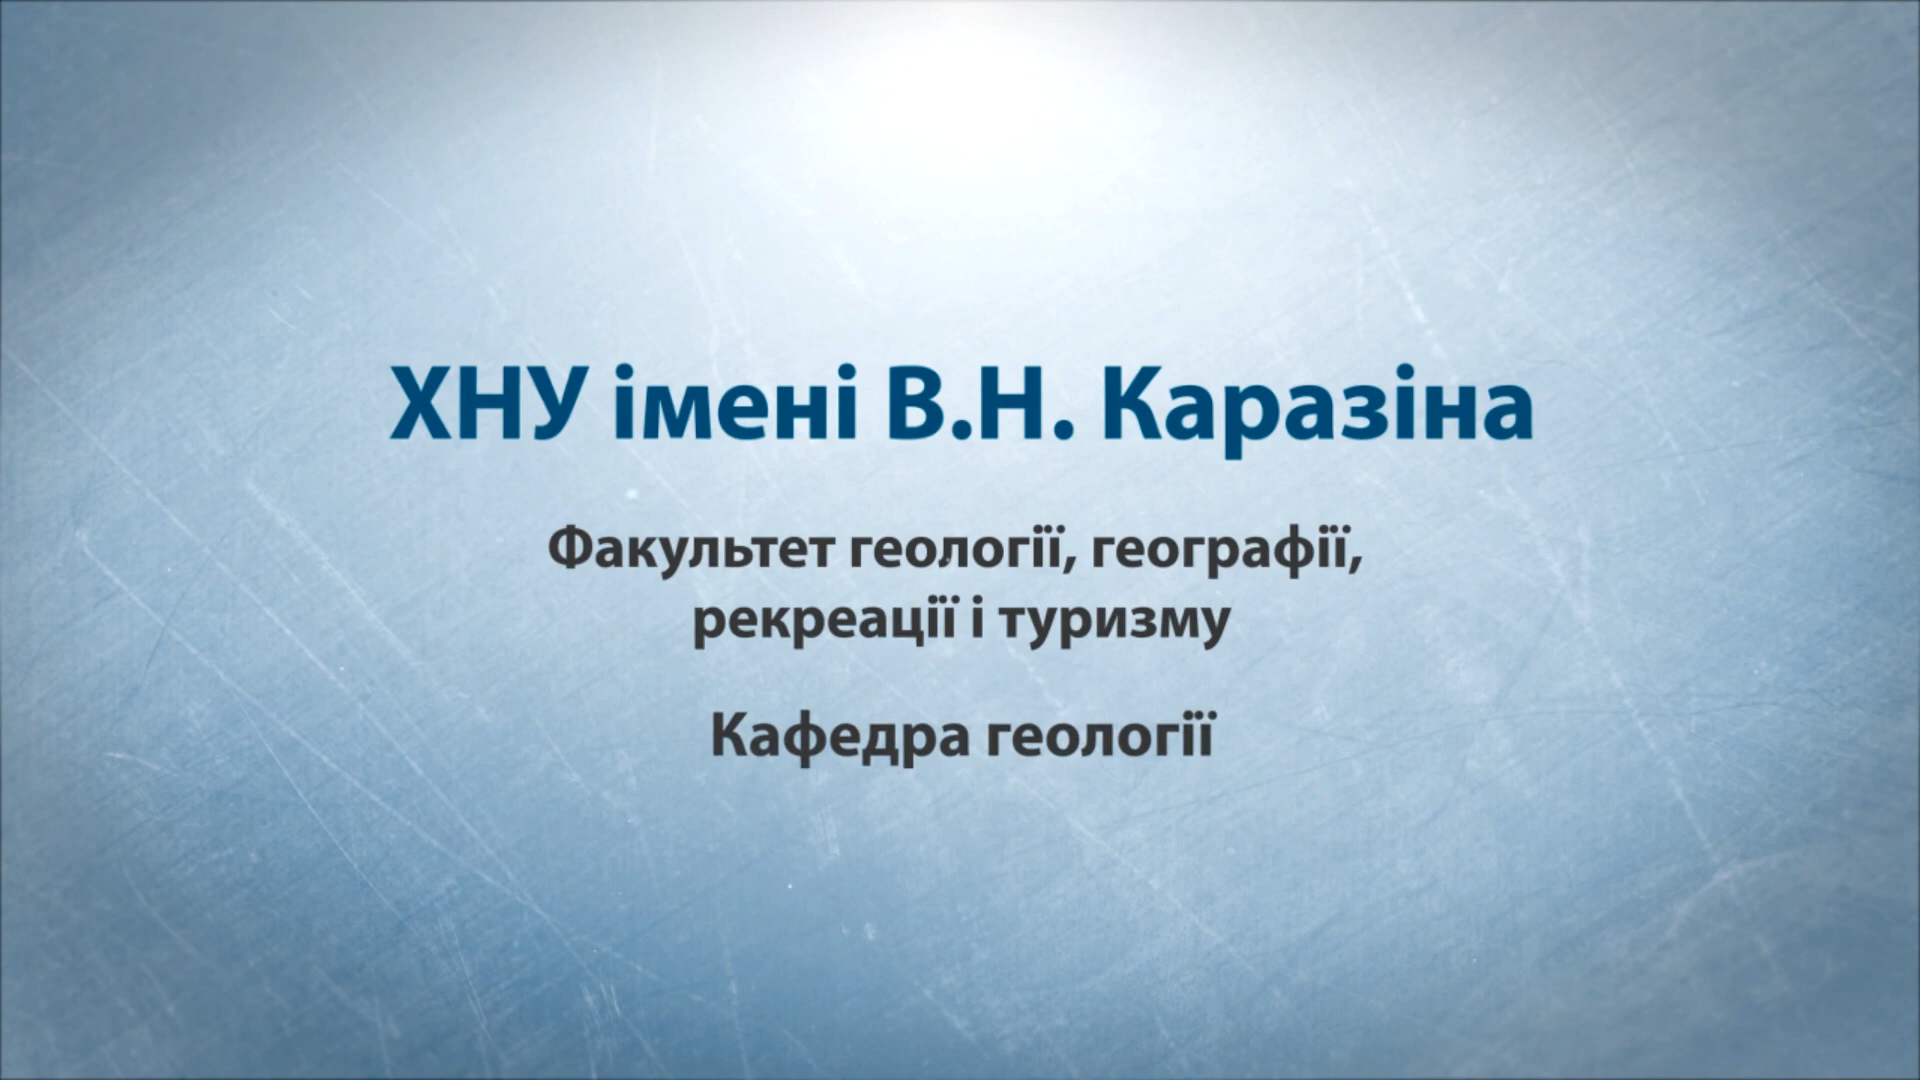 ХНУ імені В.Н. Каразіна
Факультет геології, географії,
рекреації і туризму
Кафедра геології